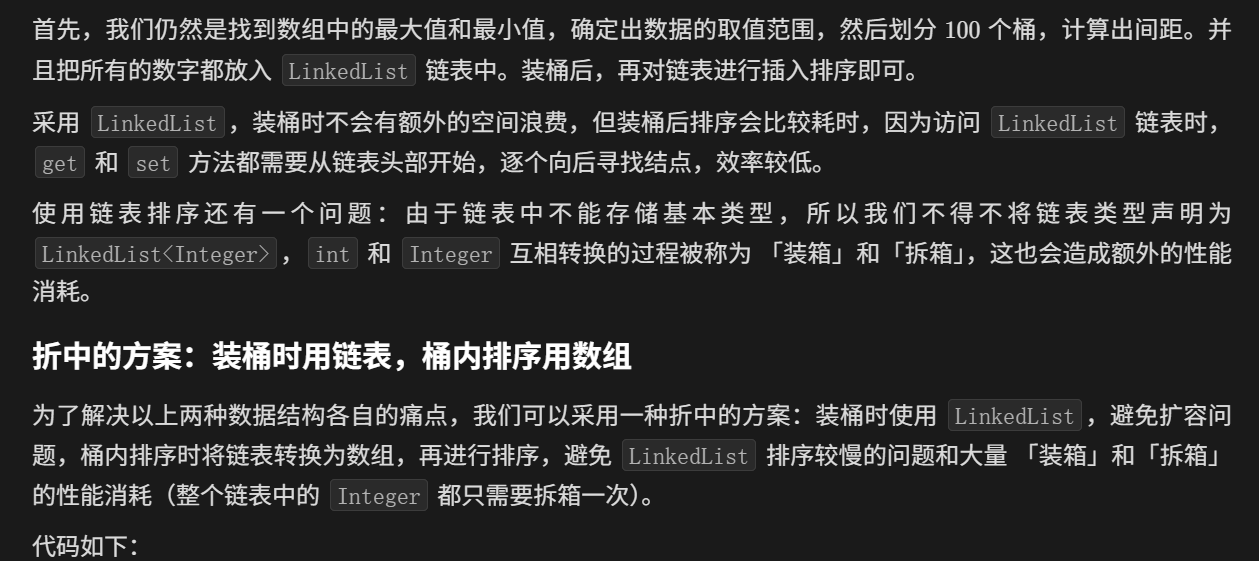 首先，我们仍然是找到数组中的最大值和最小值，确定出数据的取值范围，然后划分 100 个桶，计算出间距。并
且把所有的数字都放入 LinkedList 链表中。装桶后，再对链表进行插入排序即可。
采用 LinkedList，装桶时不会有额外的空间浪费，但装桶后排序会比较耗时，因为访问 LinkedList 链表时，
get 和 set 方法都需要从链表头部开始，逐个向后寻找结点，效率较低。
使用链表排序还有一个问题：由于链表中不能存储基本类型，所以我们不得不将链表类型声明为
LinkedList<Integer>，int 和 Integer 互相转换的过程被称为 「装箱」和「拆箱」，这也会造成额外的性能
消耗。
折中的方案：装桶时用链表，桶内排序用数组
为了解决以上两种数据结构各自的痛点，我们可以采用一种折中的方案：装桶时使用 LinkedList，避免扩容问
题，桶内排序时将链表转换为数组，再进行排序，避免 LinkedList 排序较慢的问题和大量 「装箱」和「拆箱」
的性能消耗（整个链表中的 Integer 都只需要拆箱一次）。
代码如下：